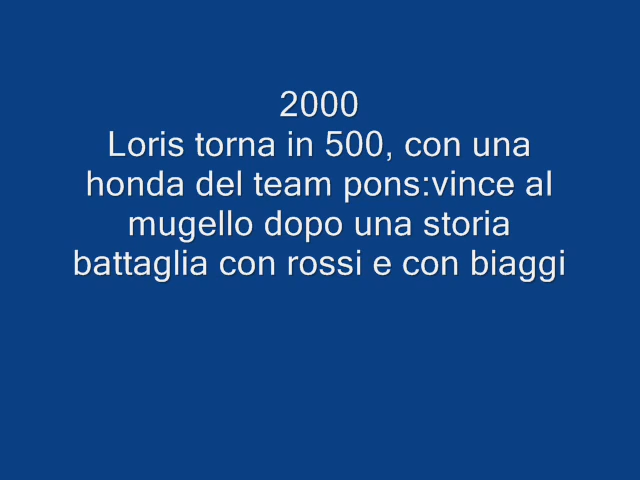 2000
Loris torna in 500, con una
honda del team pons:vince al
mugello dopo una storia
battaglia con rossi e con biaggi